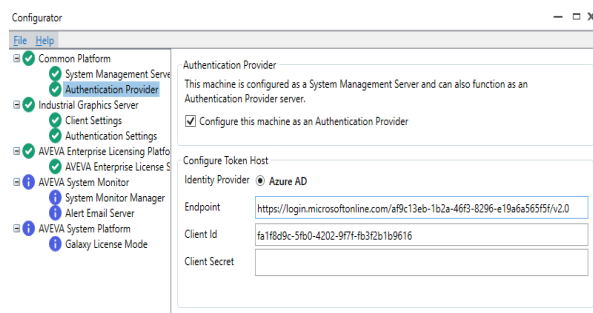 Configurator
File Help
Common Platform
System Management Serve
Authentication Provider
Industrial Graphics Server
Client Settings
Authentication Settings
AVEVA Enterprise Licensing Platfo
AVEVA Enterprise License S
AVEVA System Monitor
System Monitor Manager
Alert Email Server
AVEVA System Platform
Galaxy License Mode
Authentication Provider
This machine is configured as a System Management Server and can also function as an
Authentication Provider server.
Configure this machine as an Authentication Provider
Configure Token Host
Identity Provider Azure AD
Endpoint https://login.microsoftonline.com/af9c13eb-1b2a-46f3-8296-e19a6a565f5f/v2.0
Client Id fa1f8d9c-5fb0-4202-9f7f-fb3f2b1b9616
Client Secret